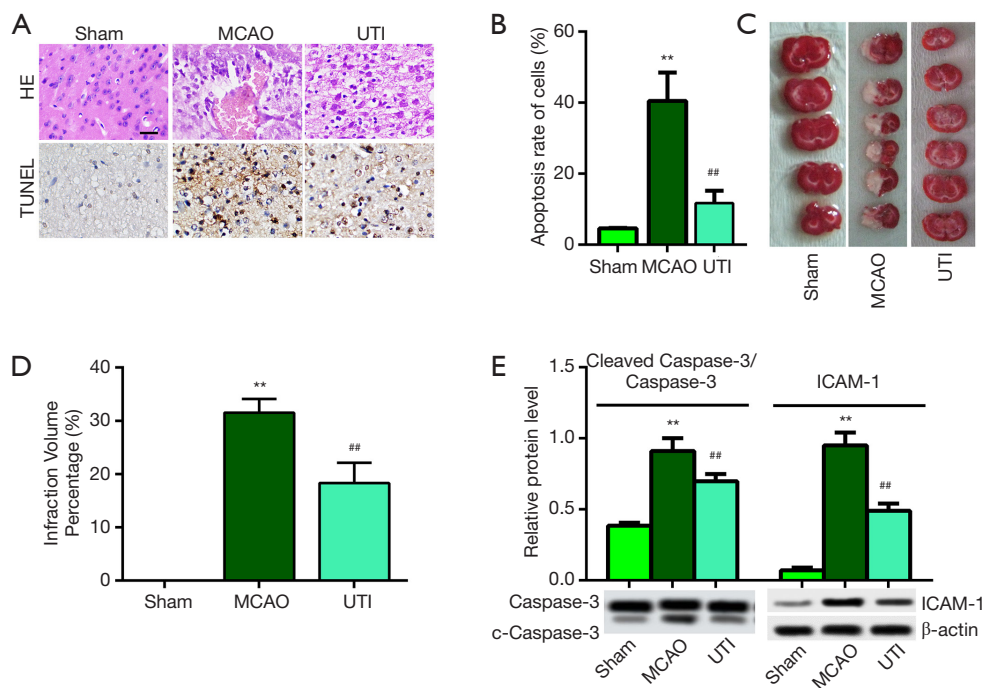 A
Sham
MCAO
UTI
HE
TUNEL
B
Apoptosis rate of cells (%)
60
40
20
0
**
##
Sham MCAO UTI
C
Sham
MCAO
UTI
D
Infraction Volume
Percentage (%)
40
30
20
10
0
**
##
Sham
MCAO
UTI
E
Relative protein level
1.5
1.0
0.5
0.0
Cleaved Caspase-3/
Caspase-3
**
##
ICAM-1
**
##
Caspase-3
c-Caspase-3
ICAM-1
β-actin
Sham
MCAO
UTI
Sham
MCAO
UTI